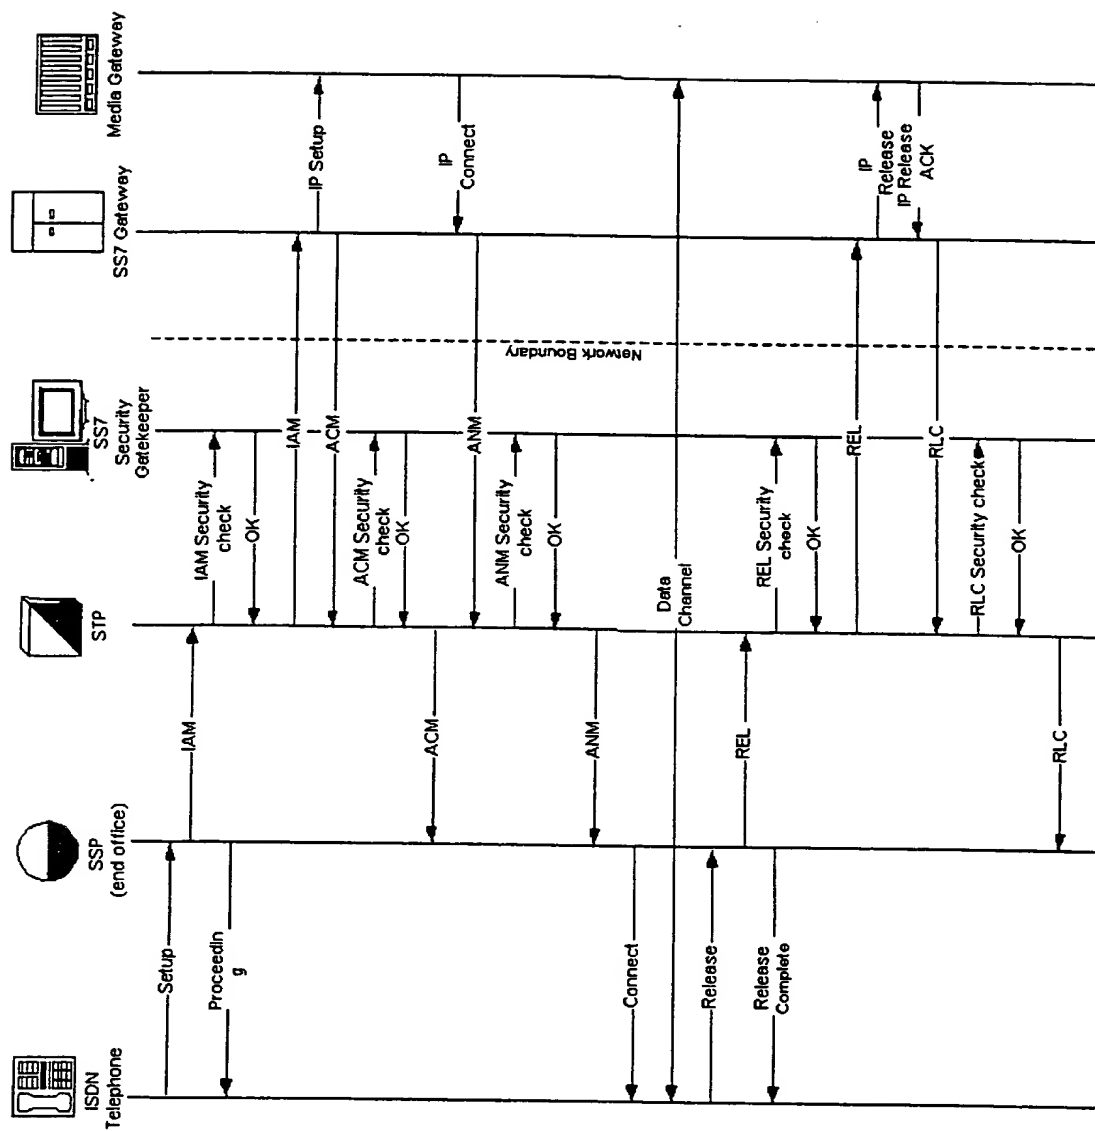 ISDN
Telephone
SSP
(end office)
STP
SS7
Security
Gatekeeper
SS7 Gateway
Media Gateway
Setup
IAM
IAM Security
check
Proceedin
g
OK
IAM
IP Setup
ACM
ACM Security
check
OK
ACM
IP
Connect
ANM
ANM Security
check
OK
Network Boundary
ANM
Connect
Data
Channel
Release
REL
REL Security
check
Release
Complete
OK
REL
IP
Release
IP Release
ACK
RLC
RLC Security check
OK
RLC